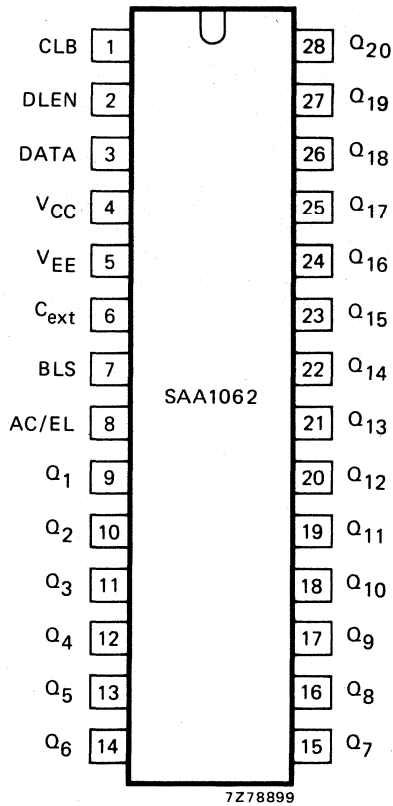 CLB 1 28 Q20
DLEN 2 27 Q19
DATA 3 26 Q18
VCC 4 25 Q17
VEE 5 24 Q16
Cext 6 23 Q15
BLS 7 22 Q14
SAA1062
AC/EL 8 21 Q13
Q1 9 20 Q12
Q2 10 19 Q11
Q3 11 18 Q10
Q4 12 17 Q9
Q5 13 16 Q8
Q6 14 15 Q7
7Z78899